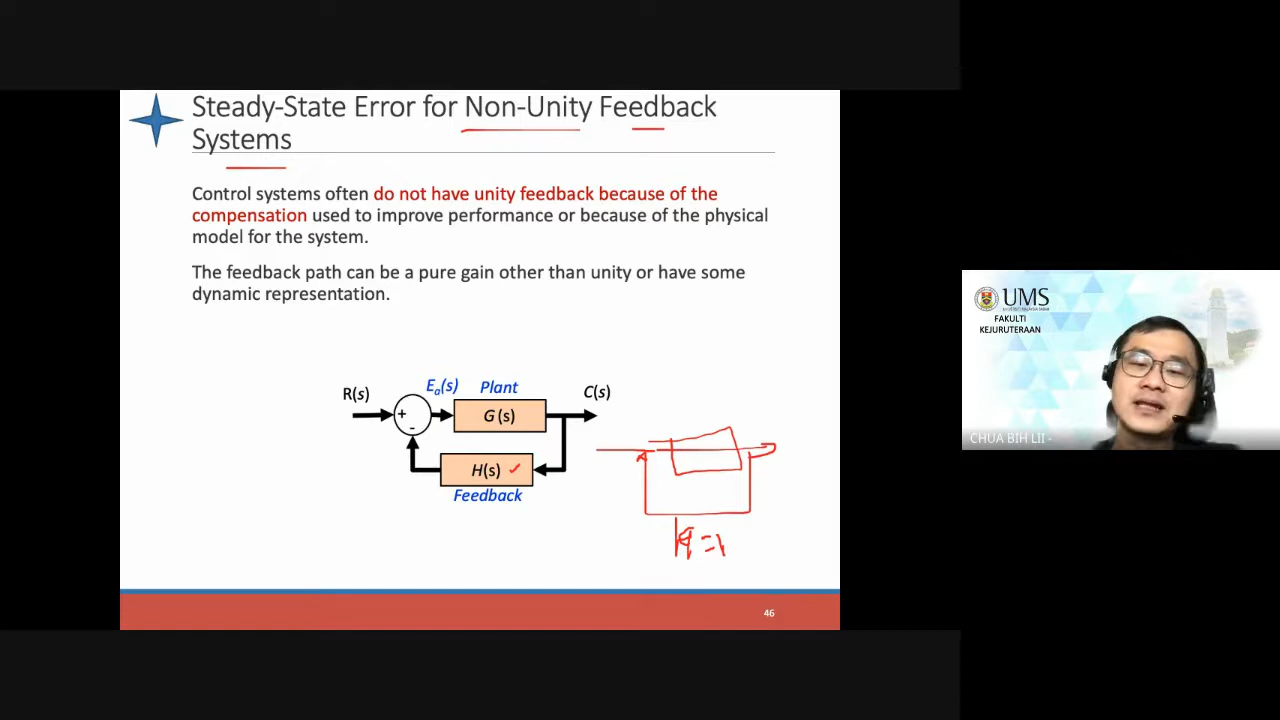 Steady-State Error for Non-Unity Feedback
Systems
Control systems often do not have unity feedback because of the
compensation used to improve performance or because of the physical
model for the system.
The feedback path can be a pure gain other than unity or have some
dynamic representation.
R(s)
+
-
Ea(s)
Plant
G (s)
C(s)
H(s)
Feedback
46
UMS
FAKULTI
KEJURUTERAAN
CHUA BIH LII -